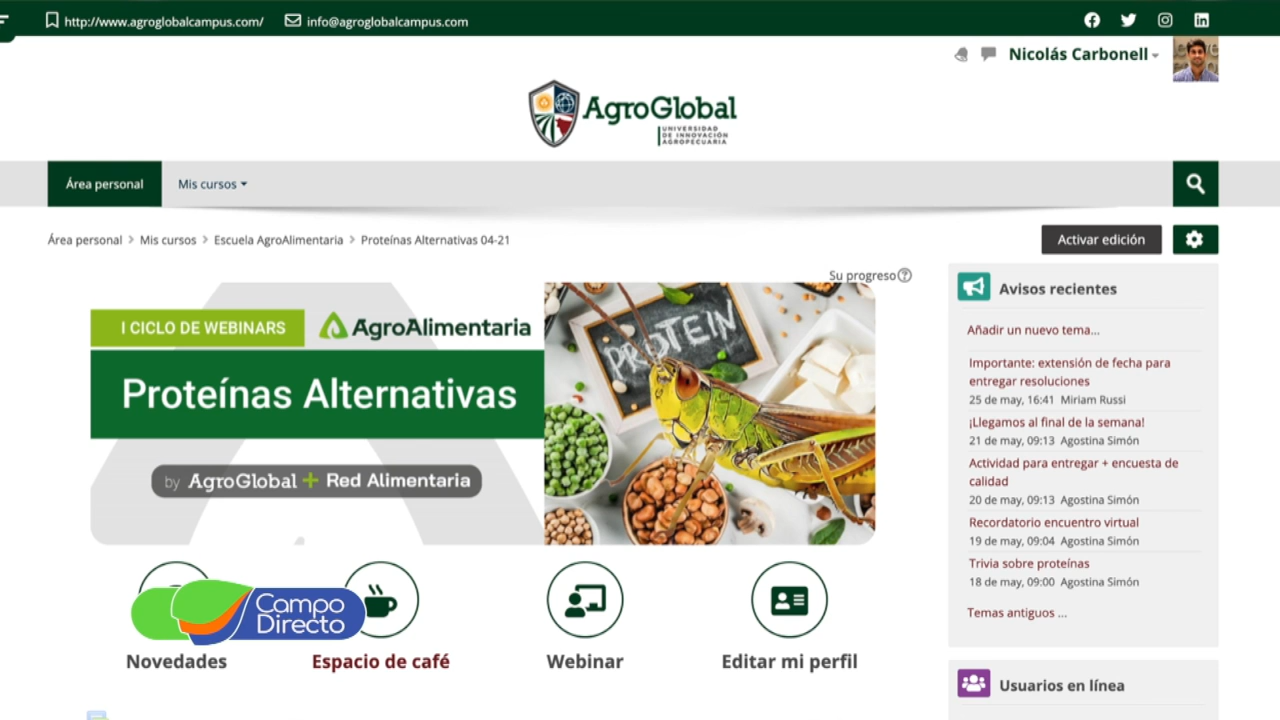 http://www.agroglobalcampus.com/ info@agroglobalcampus.com
Nicolás Carbonell
AgroGlobal
UNIVERSIDAD
DE INNOVACIÓN
AGROPECUARIA
Área personal Mis cursos
Área personal > Mis cursos > Escuela AgroAlimentaria > Proteínas Alternativas 04-21
Activar edición
Su progreso
I CICLO DE WEBINARS AgroAlimentaria
Proteínas Alternativas
by AgroGlobal + Red Alimentaria
PROTEIN
Campo
Directo
Novedades
Espacio de café
Webinar
Editar mi perfil
Avisos recientes
Añadir un nuevo tema...
Importante: extensión de fecha para
entregar resoluciones
25 de may, 16:41 Miriam Russi
¡Llegamos al final de la semana!
21 de may, 09:13 Agostina Simón
Actividad para entregar + encuesta de
calidad
20 de may, 09:13 Agostina Simón
Recordatorio encuentro virtual
19 de may, 09:04 Agostina Simón
Trivia sobre proteínas
18 de may, 09:00 Agostina Simón
Temas antiguos ...
Usuarios en línea